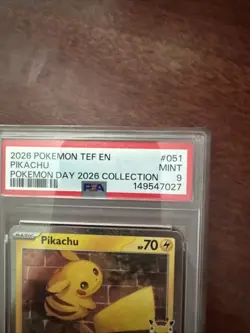 2026 POKEMON TEF EN #051
PIKACHU MINT
POKEMON DAY 2026 COLLECTION 9
PSA 149547027
Pikachu HP70